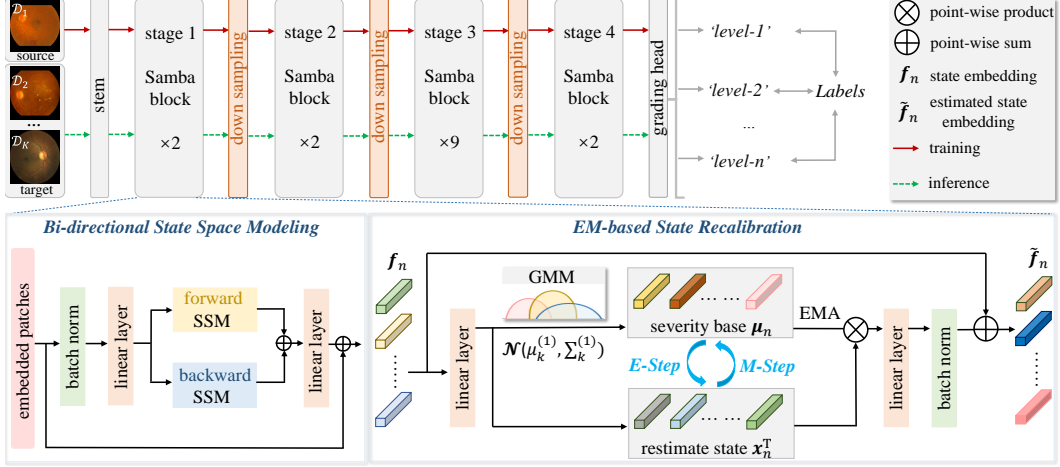 𝒟₁
source
𝒟₂
...
𝒟_K
target
stem
stage 1
Samba
block
×2
down sampling
stage 2
Samba
block
×2
down sampling
stage 3
Samba
block
×9
down sampling
stage 4
Samba
block
×2
grading head
‘level-1’
‘level-2’
...
‘level-n’
Labels
point-wise product
point-wise sum
f_n state embedding
f̃_n estimated state
embedding
training
inference
Bi-directional State Space Modeling
embedded patches
batch norm
linear layer
forward
SSM
backward
SSM
linear layer
EM-based State Recalibration
f_n
linear layer
GMM
𝒩(μ_k^(1), Σ_k^(1))
... ...
severity base μ_n
E-Step
M-Step
... ...
restimate state x_n^T
EMA
linear layer
batch norm
f̃_n